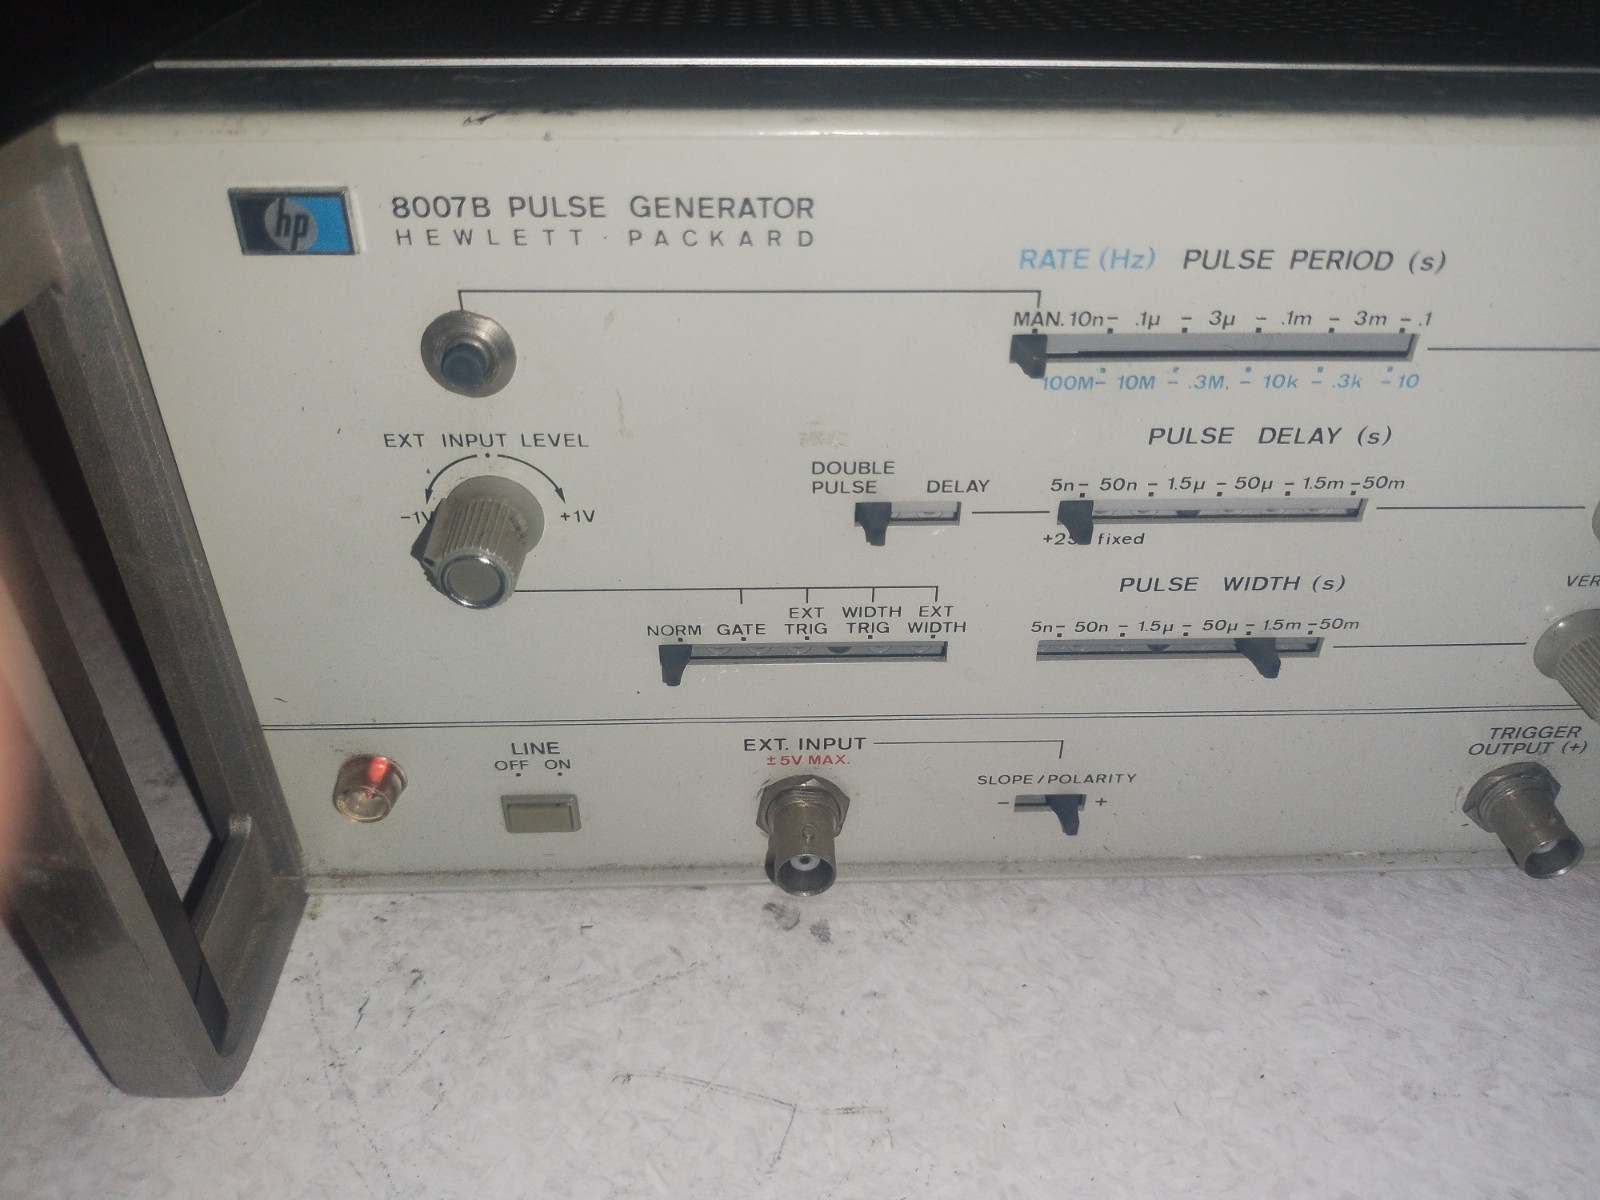 hp
8007B PULSE GENERATOR
HEWLETT · PACKARD
RATE (Hz) PULSE PERIOD (s)
MAN. 10n- .1µ - 3µ - .1m - 3m - .1
100M- 10M - .3M. - 10k - .3k - 10
EXT INPUT LEVEL
-1V +1V
PULSE DELAY (s)
DOUBLE
PULSE DELAY
5n- 50n - 1.5µ - 50µ - 1.5m -50m
fixed
PULSE WIDTH (s)
EXT WIDTH EXT
NORM GATE TRIG TRIG WIDTH
5n- 50n - 1.5µ - 50µ - 1.5m -50m
LINE
OFF ON
EXT. INPUT
±5V MAX.
SLOPE/POLARITY
- +
TRIGGER
OUTPUT (+)